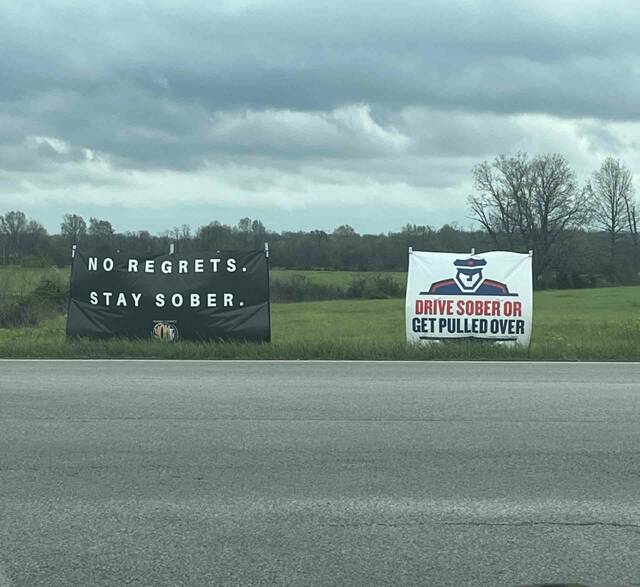 NO REGRETS.
STAY SOBER.
DRIVE SOBER OR
GET PULLED OVER